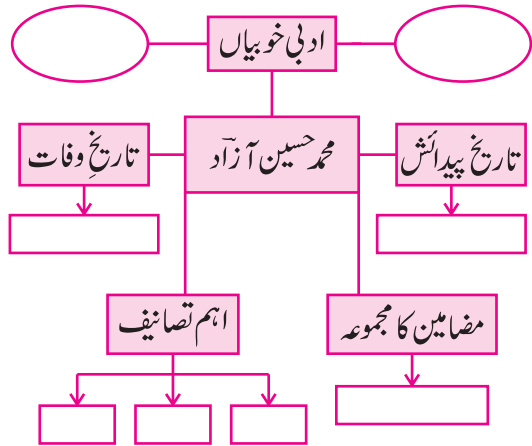 ادبی خوبیاں
تاریخ پیدائش
محمد حسین آزاد
تاریخِ وفات
مضامین کا مجموعہ
اہم تصانیف